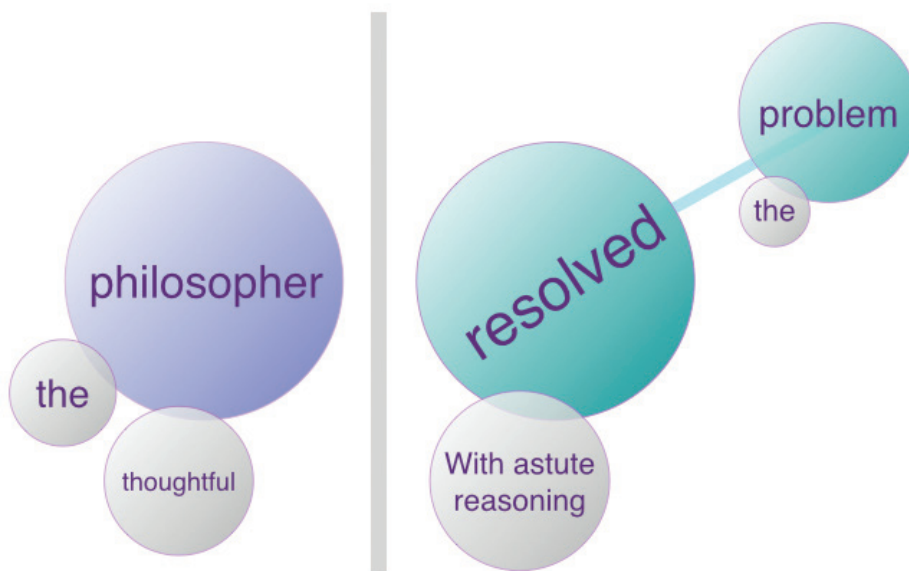 philosopher
the
thoughtful
resolved
With astute
reasoning
problem
the